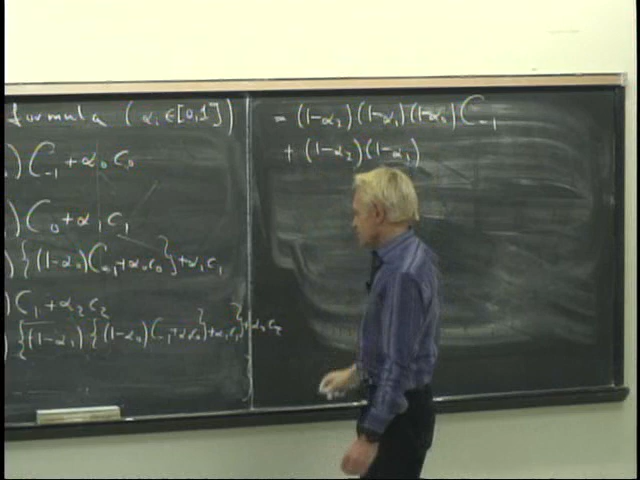 formula (αᵢ ∈ [0,1])
) C₋₁ + α₀ c₀
) C₀ + α₁ c₁
) {(1-α₀) C₋₁ + α₀ c₀} + α₁ c₁
) C₁ + α₂ c₂
) {(1-α₁) {(1-α₀) C₋₁ + α₀ c₀} + α₁ c₁} + α₂ c₂
= (1-α₂) (1-α₁) (1-α₀) C₋₁
+ (1-α₂) (1-α₁)